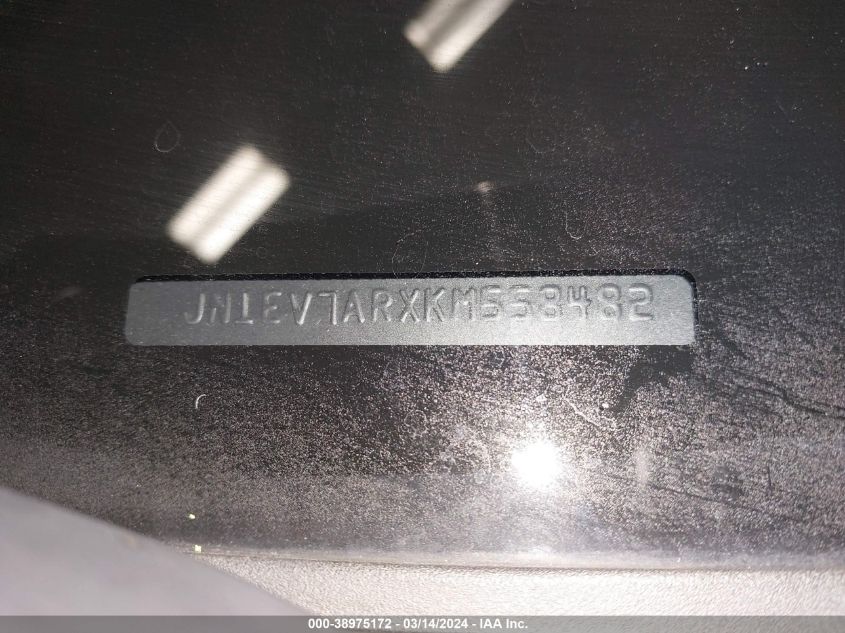 JN1EV7ARXKM558482
000-38975172 - 03/14/2024 - IAA Inc.